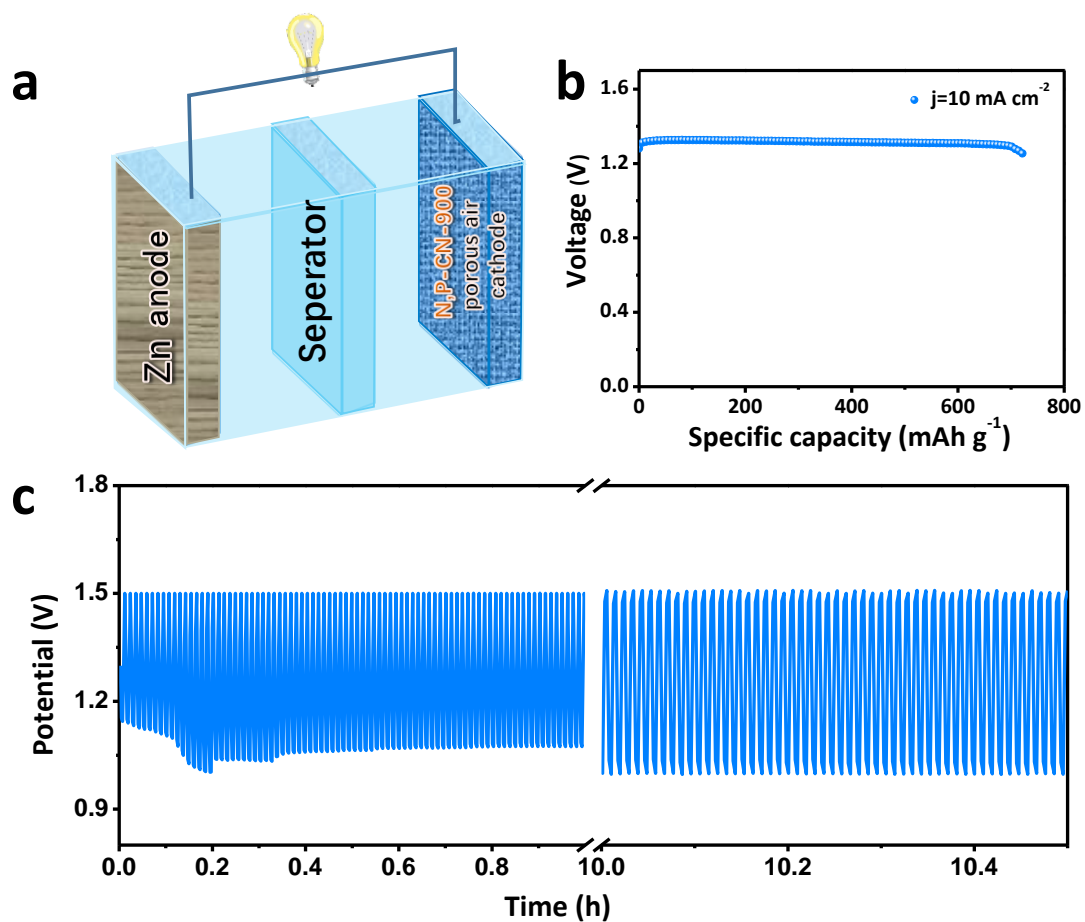 a
Zn anode
Seperator
N,P-CN-900
porous air
cathode
b
j=10 mA cm⁻²
1.6
1.2
0.8
0.4
0.0
Voltage (V)
0
200
400
600
800
Specific capacity (mAh g⁻¹)
c
1.8
1.5
1.2
0.9
Potential (V)
0.0
0.2
0.4
0.6
0.8
10.0
10.2
10.4
Time (h)